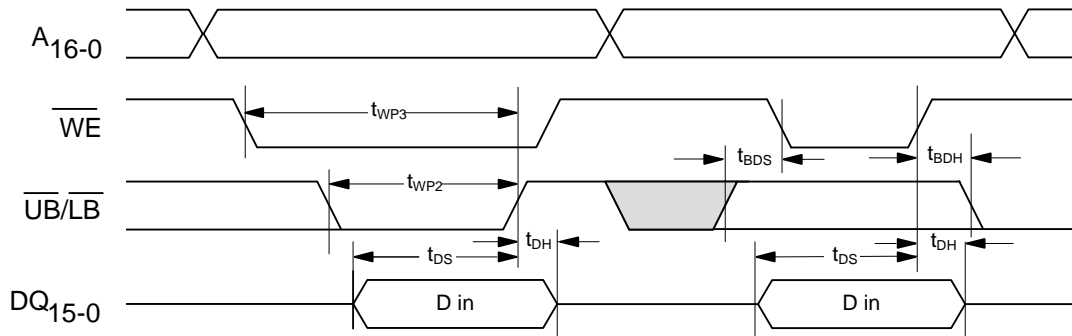 A16-0
WE
tWP3
tBDS
tBDH
UB/LB
tWP2
tDH
tDH
tDS
tDS
DQ15-0
D in
D in